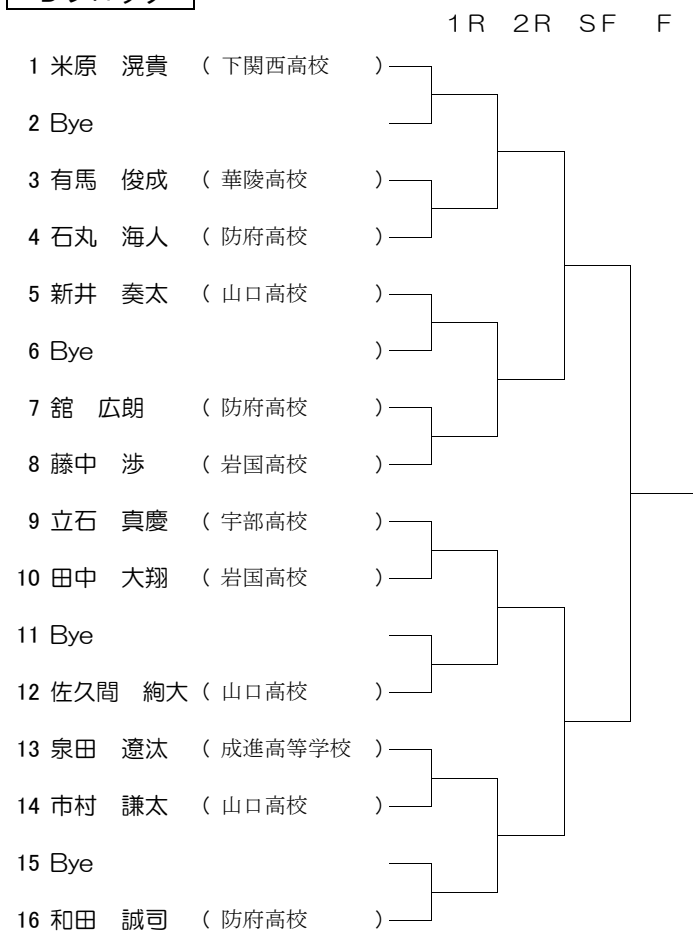 1R 2R SF F
1 米原 滉貴 ( 下関西高校 )
2 Bye
3 有馬 俊成 ( 華陵高校 )
4 石丸 海人 ( 防府高校 )
5 新井 奏太 ( 山口高校 )
6 Bye )
7 舘 広朗 ( 防府高校 )
8 藤中 渉 ( 岩国高校 )
9 立石 真慶 ( 宇部高校 )
10 田中 大翔 ( 岩国高校 )
11 Bye
12 佐久間 絢大 ( 山口高校 )
13 泉田 遼汰 ( 成進高等学校 )
14 市村 謙太 ( 山口高校 )
15 Bye
16 和田 誠司 ( 防府高校 )